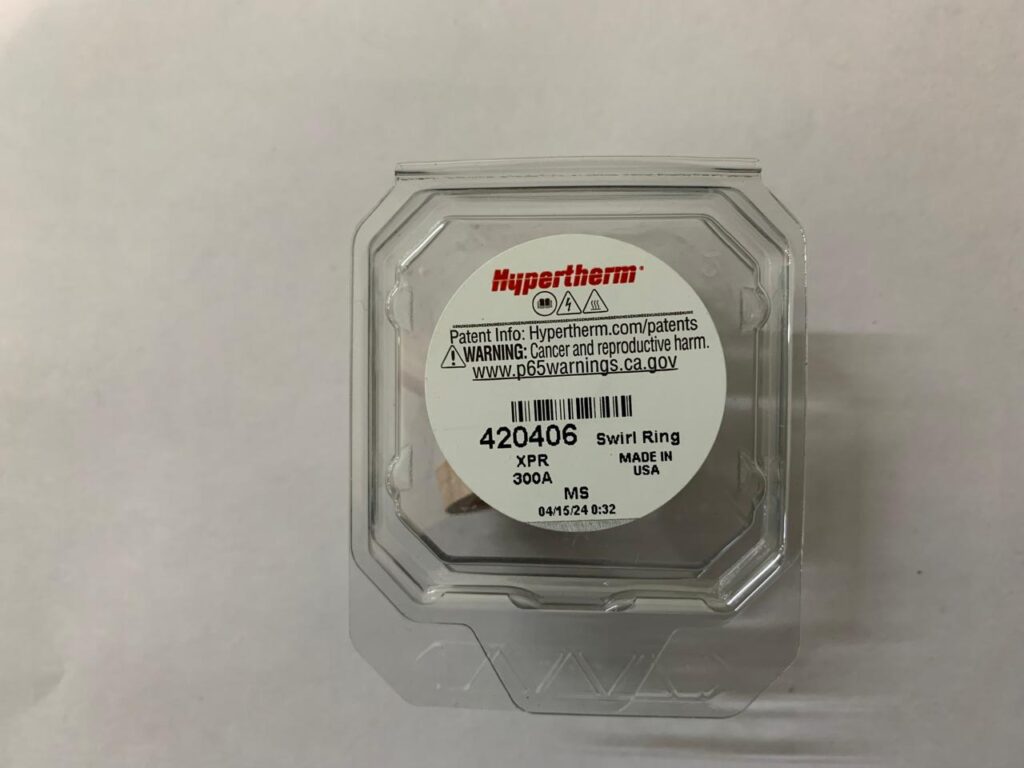 Hypertherm
Patent Info: Hypertherm.com/patents
WARNING: Cancer and reproductive harm.
www.p65warnings.ca.gov
420406 Swirl Ring
XPR MADE IN
300A USA
MS
04/15/24 0:32